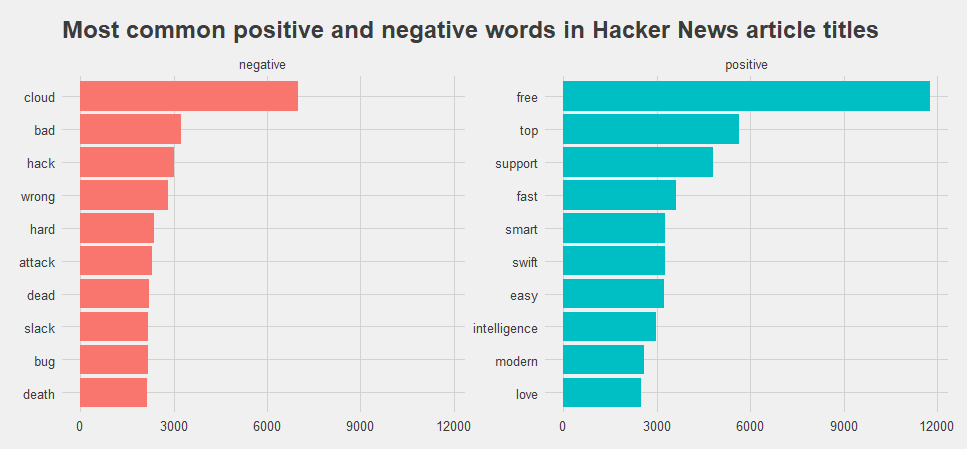 Most common positive and negative words in Hacker News article titles
negative
cloud
bad
hack
wrong
hard
attack
dead
slack
bug
death
0 3000 6000 9000 12000
positive
free
top
support
fast
smart
swift
easy
intelligence
modern
love
0 3000 6000 9000 12000